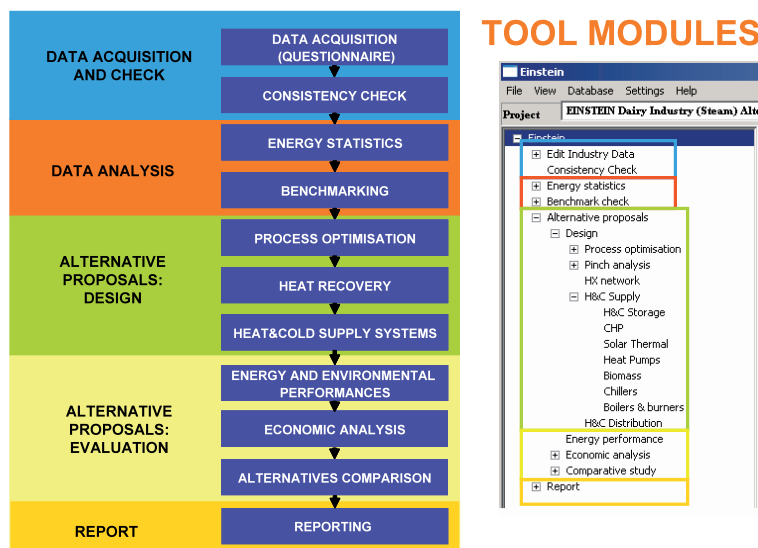 DATA ACQUISITION
AND CHECK
DATA ACQUISITION
(QUESTIONNAIRE)
CONSISTENCY CHECK
DATA ANALYSIS
ENERGY STATISTICS
BENCHMARKING
ALTERNATIVE
PROPOSALS:
DESIGN
PROCESS OPTIMISATION
HEAT RECOVERY
HEAT&COLD SUPPLY SYSTEMS
ALTERNATIVE
PROPOSALS:
EVALUATION
ENERGY AND ENVIRONMENTAL
PERFORMANCES
ECONOMIC ANALYSIS
ALTERNATIVES COMPARISON
REPORT
REPORTING
TOOL MODULES
Einstein
File View Database Settings Help
Project EINSTEIN Dairy Industry (Steam) Alte
Einstein
Edit Industry Data
Consistency Check
Energy statistics
Benchmark check
Alternative proposals
Design
Process optimisation
Pinch analysis
HX network
H&C Supply
H&C Storage
CHP
Solar Thermal
Heat Pumps
Biomass
Chillers
Boilers & burners
H&C Distribution
Energy performance
Economic analysis
Comparative study
Report